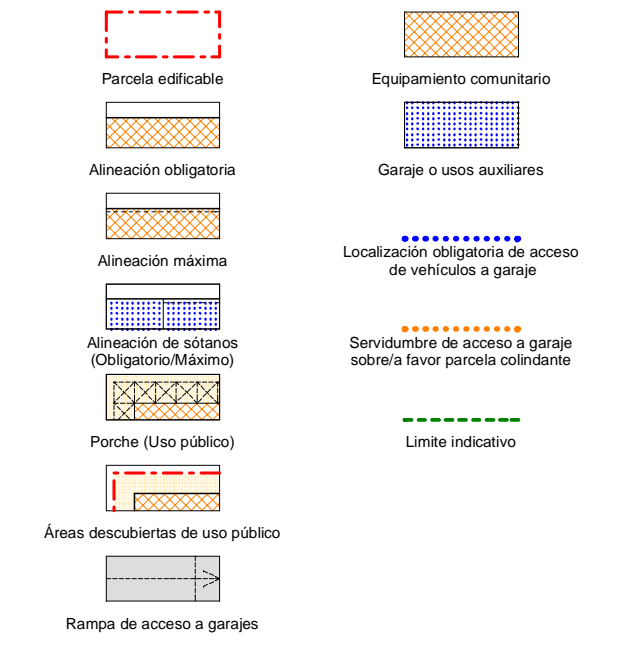 Parcela edificable
Alineación obligatoria
Alineación máxima
Alineación de sótanos
(Obligatorio/Máximo)
Porche (Uso público)
Áreas descubiertas de uso público
Rampa de acceso a garajes
Equipamiento comunitario
Garaje o usos auxiliares
Localización obligatoria de acceso
de vehículos a garaje
Servidumbre de acceso a garaje
sobre/a favor parcela colindante
Limite indicativo